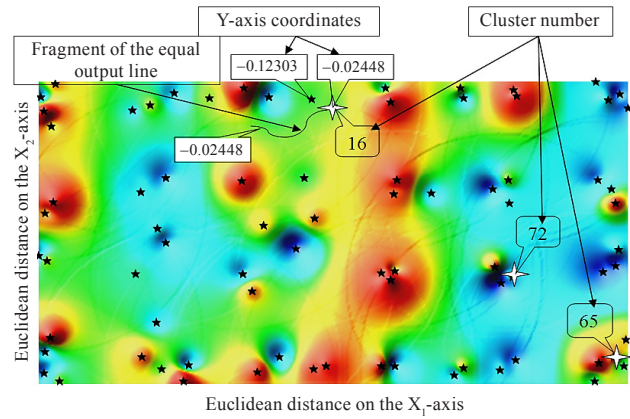 Y-axis coordinates
Cluster number
Fragment of the equal
output line
−0.12303
−0.02448
−0.02448
16
72
65
Euclidean distance on the X2-axis
Euclidean distance on the X1-axis